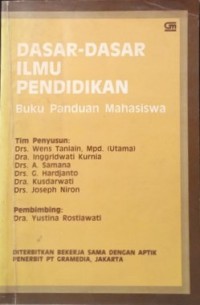 GM
DASAR-DASAR
ILMU
PENDIDIKAN
Buku Panduan Mahasiswa
Tim Penyusun:
Drs. Wens Tanlain, Mpd. (Utama)
Dra. Inggridwati Kurnia
Drs. A. Samana
Drs. G. Hardjanto
Dra. Kusdarwati
Drs. Joseph Niron
Pembimbing:
Dra. Yustina Rostiawati
DITERBITKAN BEKERJA SAMA DENGAN APTIK
PENERBIT PT GRAMEDIA, JAKARTA